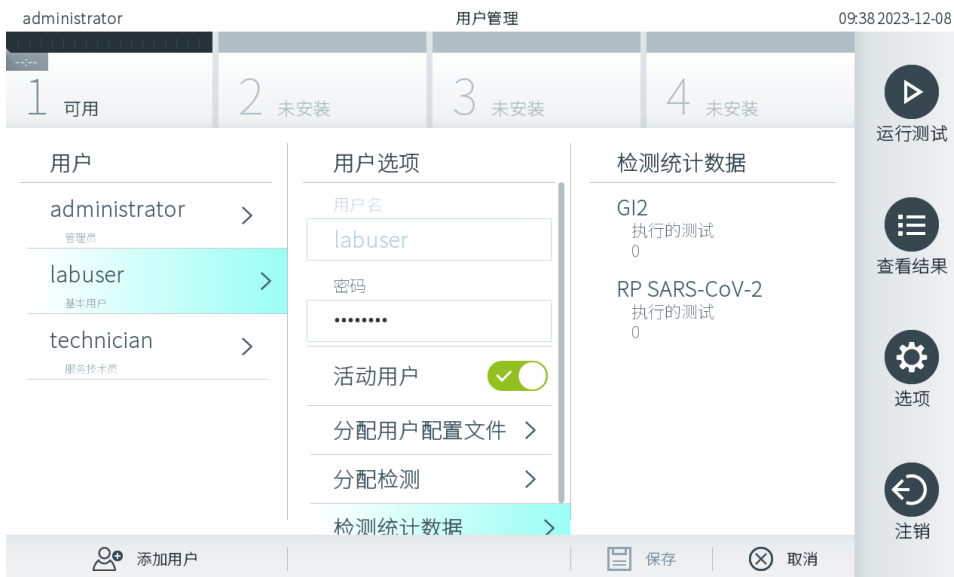 administrator
用户管理
09:38 2023-12-08
--:--
1 可用
2 未安装
3 未安装
4 未安装
用户
administrator
管理员
labuser
基本用户
technician
服务技术员
用户选项
用户名
labuser
密码
••••••••
活动用户
分配用户配置文件
分配检测
检测统计数据
检测统计数据
GI2
执行的测试
0
RP SARS-CoV-2
执行的测试
0
运行测试
查看结果
选项
注销
添加用户
保存
取消